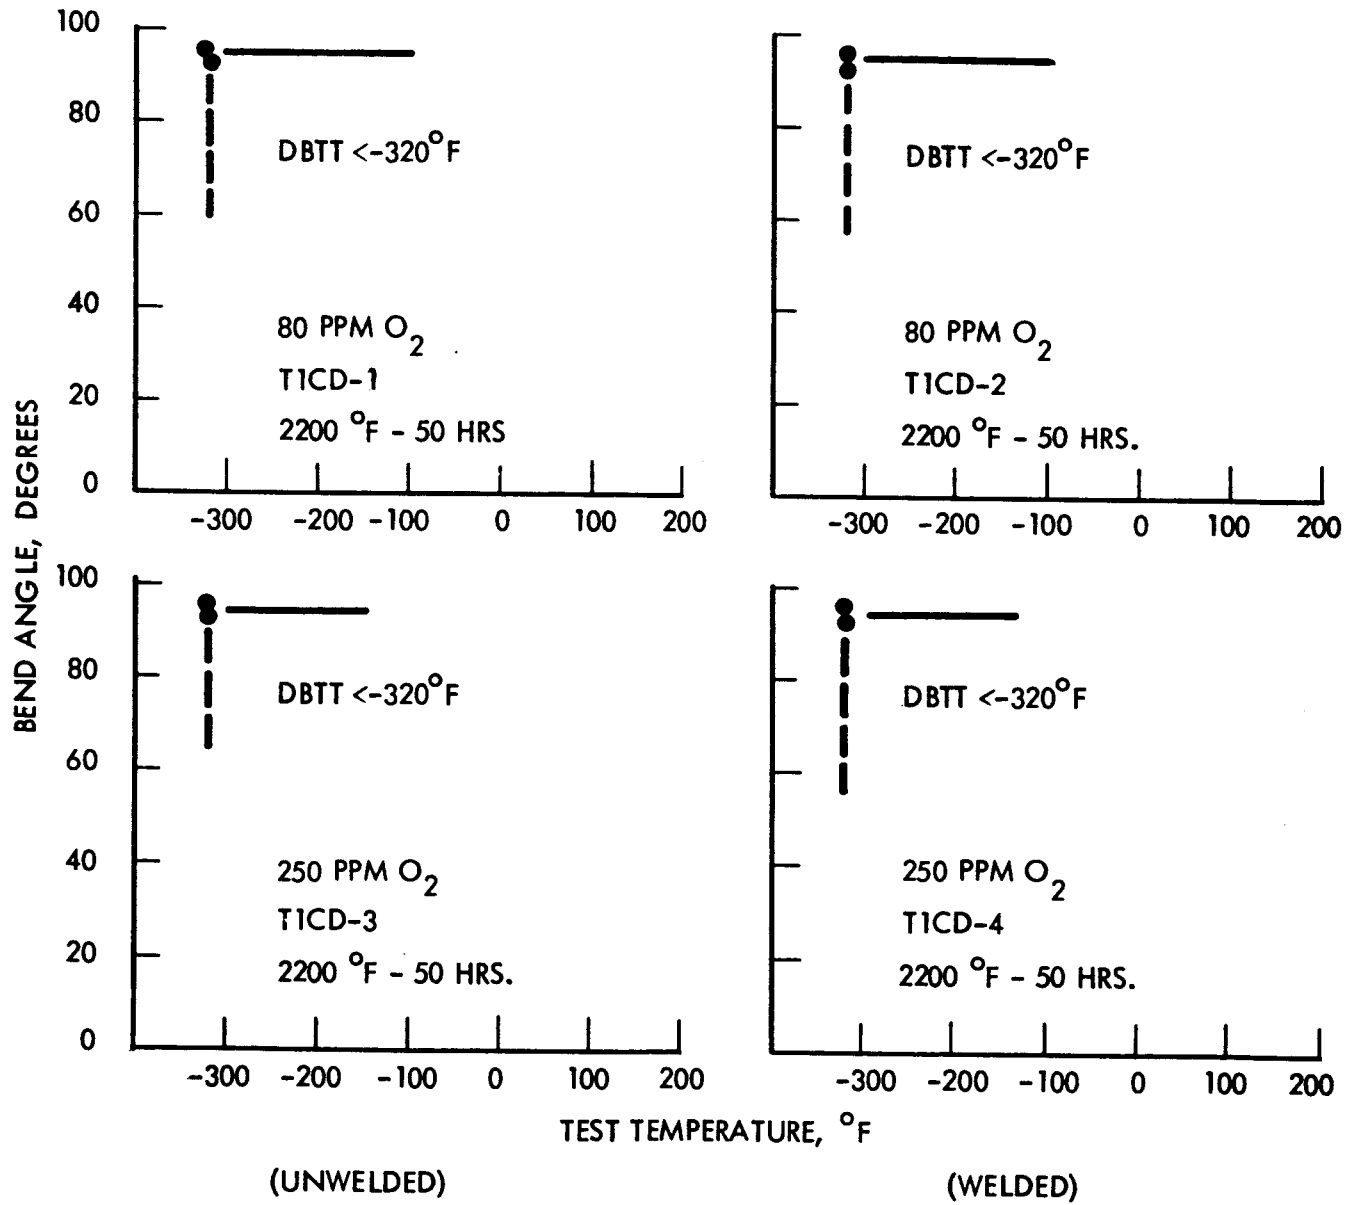 BEND ANGLE, DEGREES
100
80
60
40
20
0
DBTT <-320°F
80 PPM O2
T1CD-1
2200 °F - 50 HRS
-300 -200 -100 0 100 200
DBTT <-320°F
80 PPM O2
T1CD-2
2200 °F - 50 HRS.
-300 -200 -100 0 100 200
100
80
60
40
20
0
DBTT <-320°F
250 PPM O2
T1CD-3
2200 °F - 50 HRS.
-300 -200 -100 0 100 200
DBTT <-320°F
250 PPM O2
T1CD-4
2200 °F - 50 HRS.
-300 -200 -100 0 100 200
TEST TEMPERATURE, °F
(UNWELDED)
(WELDED)